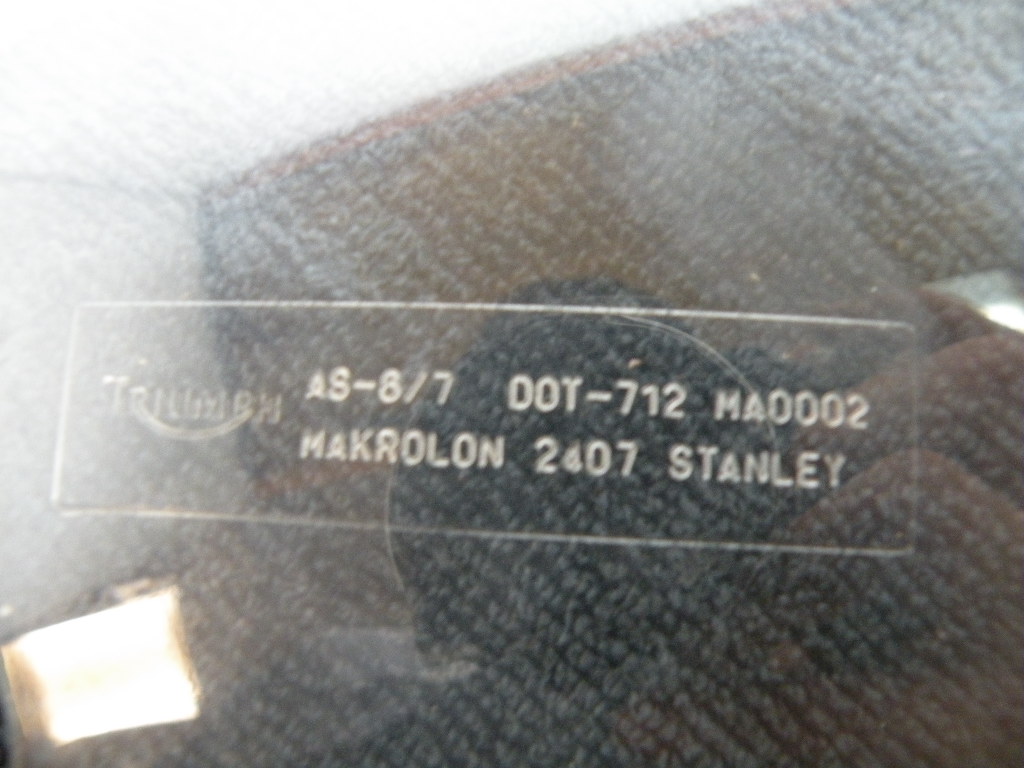 TRIUMPH
AS-8/7 DOT-712 MA0002
MAKROLON 2407 STANLEY